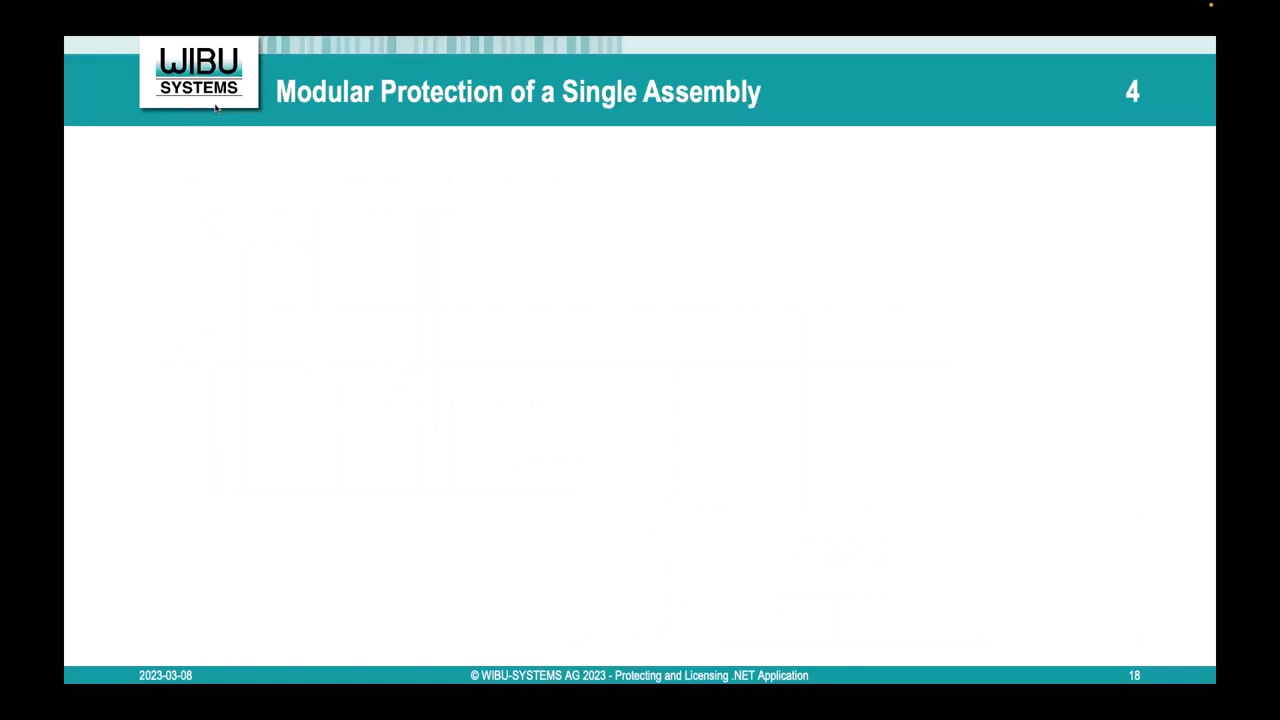 WIBU
SYSTEMS
Modular Protection of a Single Assembly
4
2023-03-08
© WIBU-SYSTEMS AG 2023 - Protecting and Licensing .NET Application
18